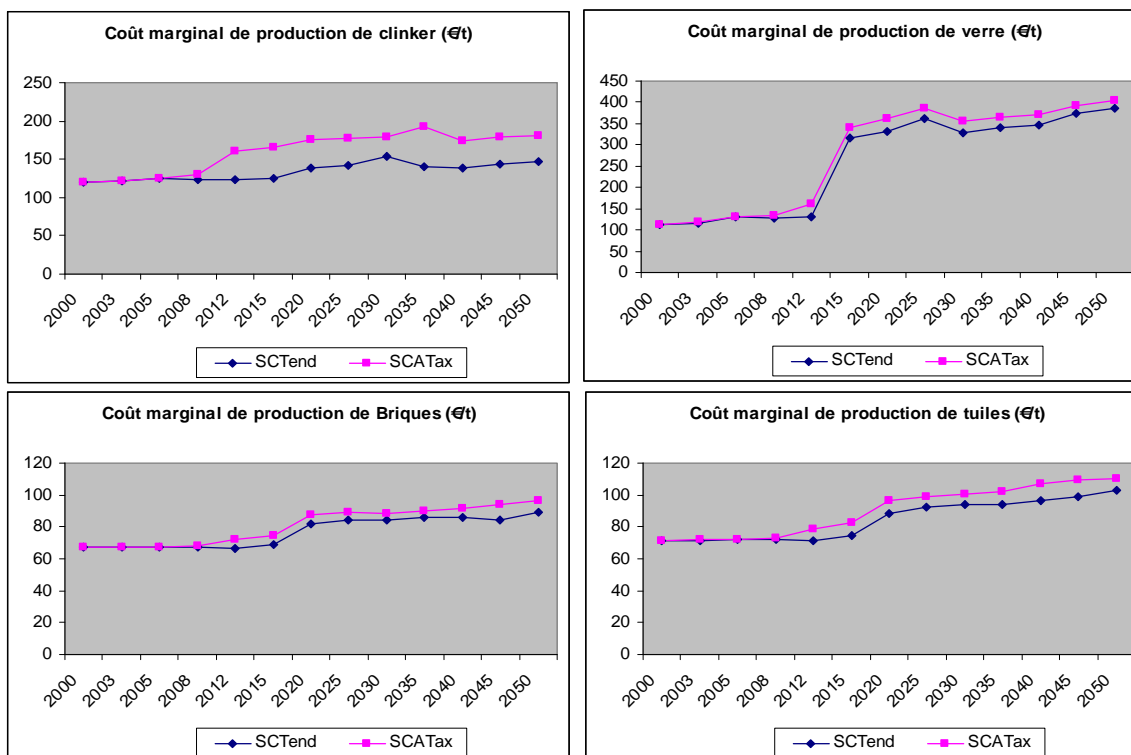 Coût marginal de production de clinker (€/t)
250
200
150
100
50
0
2000 2003 2005 2008 2012 2015 2020 2025 2030 2035 2040 2045 2050
SCTend SCATax
Coût marginal de production de verre (€/t)
450
400
350
300
250
200
150
100
50
0
2000 2003 2005 2008 2012 2015 2020 2025 2030 2035 2040 2045 2050
SCTend SCATax
Coût marginal de production de Briques (€/t)
120
100
80
60
40
20
0
2000 2003 2005 2008 2012 2015 2020 2025 2030 2035 2040 2045 2050
SCTend SCATax
Coût marginal de production de tuiles (€/t)
120
100
80
60
40
20
0
2000 2003 2005 2008 2012 2015 2020 2025 2030 2035 2040 2045 2050
SCTend SCATax